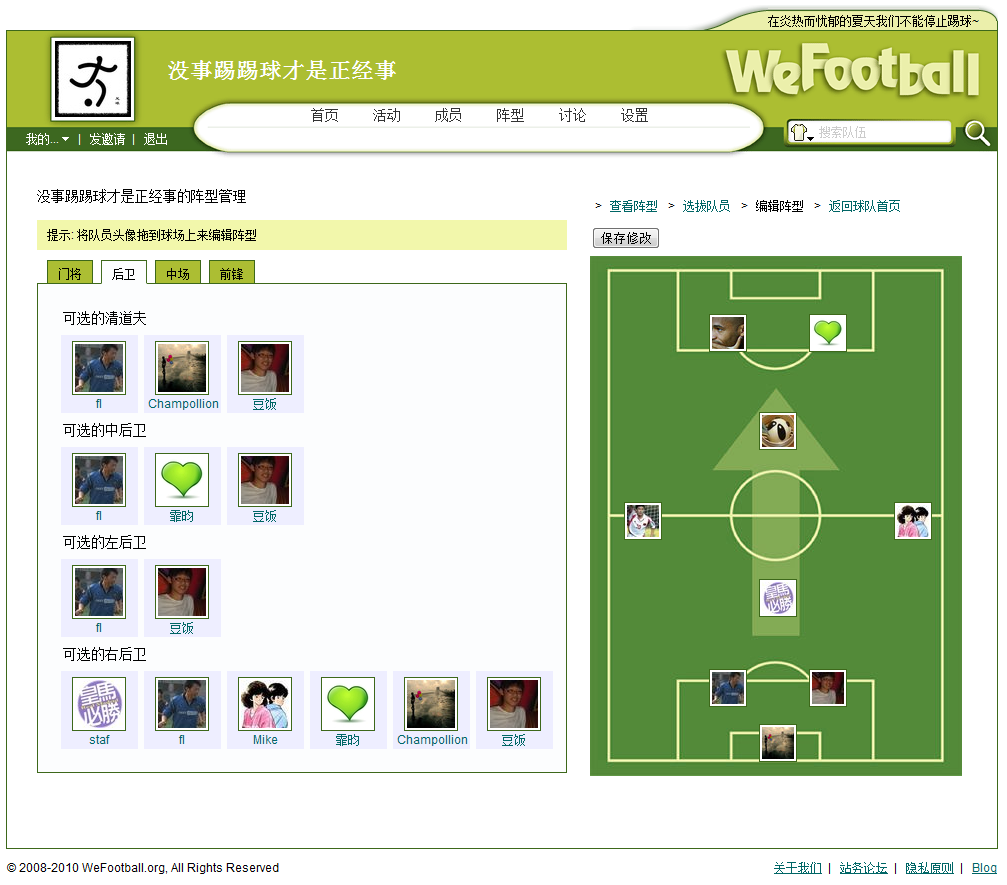 在炎热而忧郁的夏天我们不能停止踢球~
没事踢踢球才是正经事
WeFootball
首页 活动 成员 阵型 讨论 设置
我的... | 发邀请 | 退出
搜索队伍
没事踢踢球才是正经事的阵型管理
> 查看阵型 > 选拔队员 > 编辑阵型 > 返回球队首页
提示: 将队员头像拖到球场上来编辑阵型
保存修改
门将 后卫 中场 前锋
可选的清道夫
fl Champollion 豆饭
可选的中后卫
fl 霏昀 豆饭
可选的左后卫
fl 豆饭
可选的右后卫
皇馬
必勝
staf fl Mike 霏昀 Champollion 豆饭
皇馬
必勝
© 2008-2010 WeFootball.org, All Rights Reserved
关于我们 | 站务论坛 | 隐私原则 | Blog